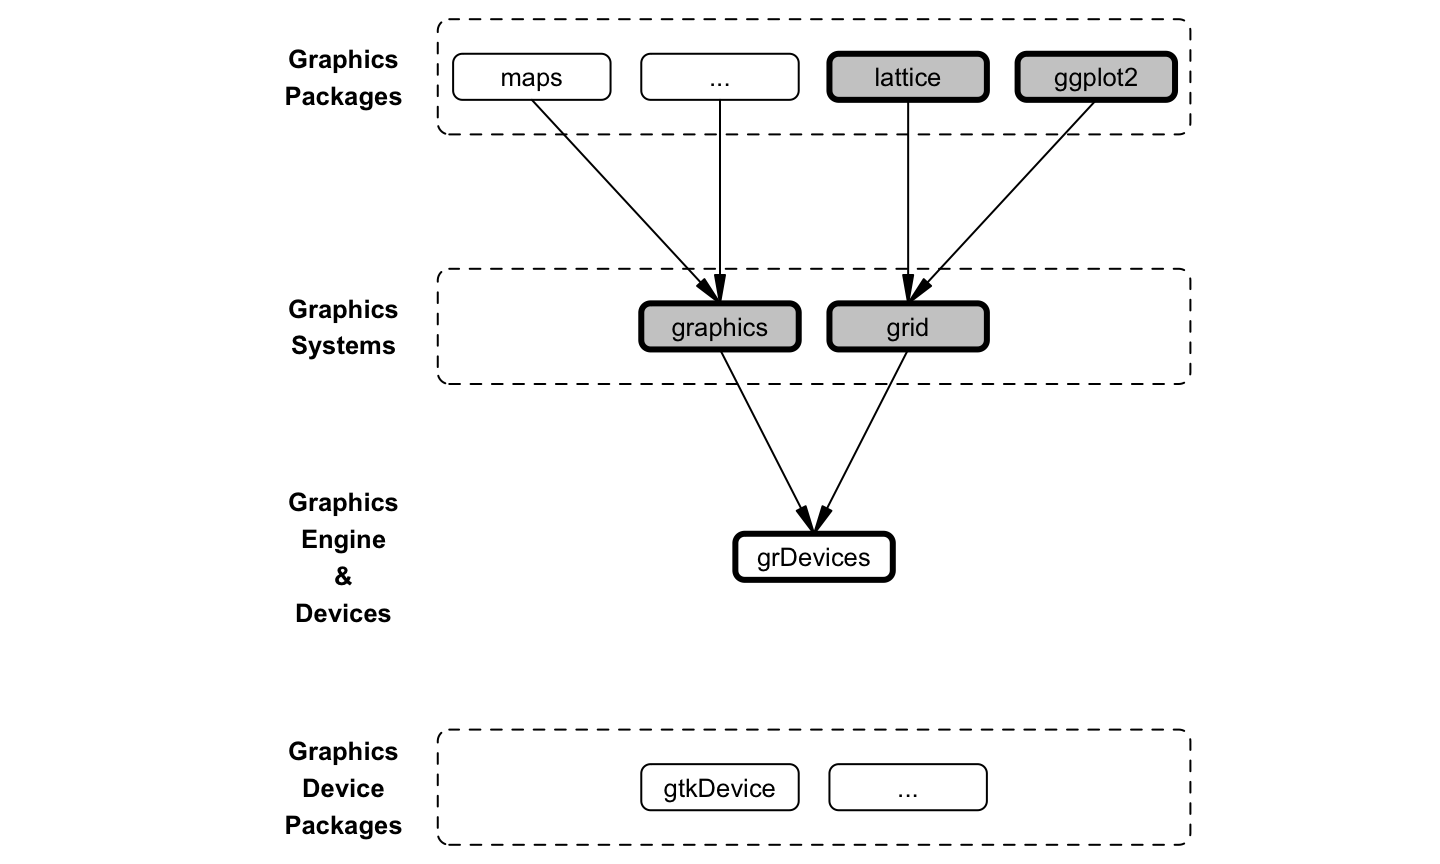 Graphics
Packages
maps
...
lattice
ggplot2
Graphics
Systems
graphics
grid
Graphics
Engine
&
Devices
grDevices
Graphics
Device
Packages
gtkDevice
...